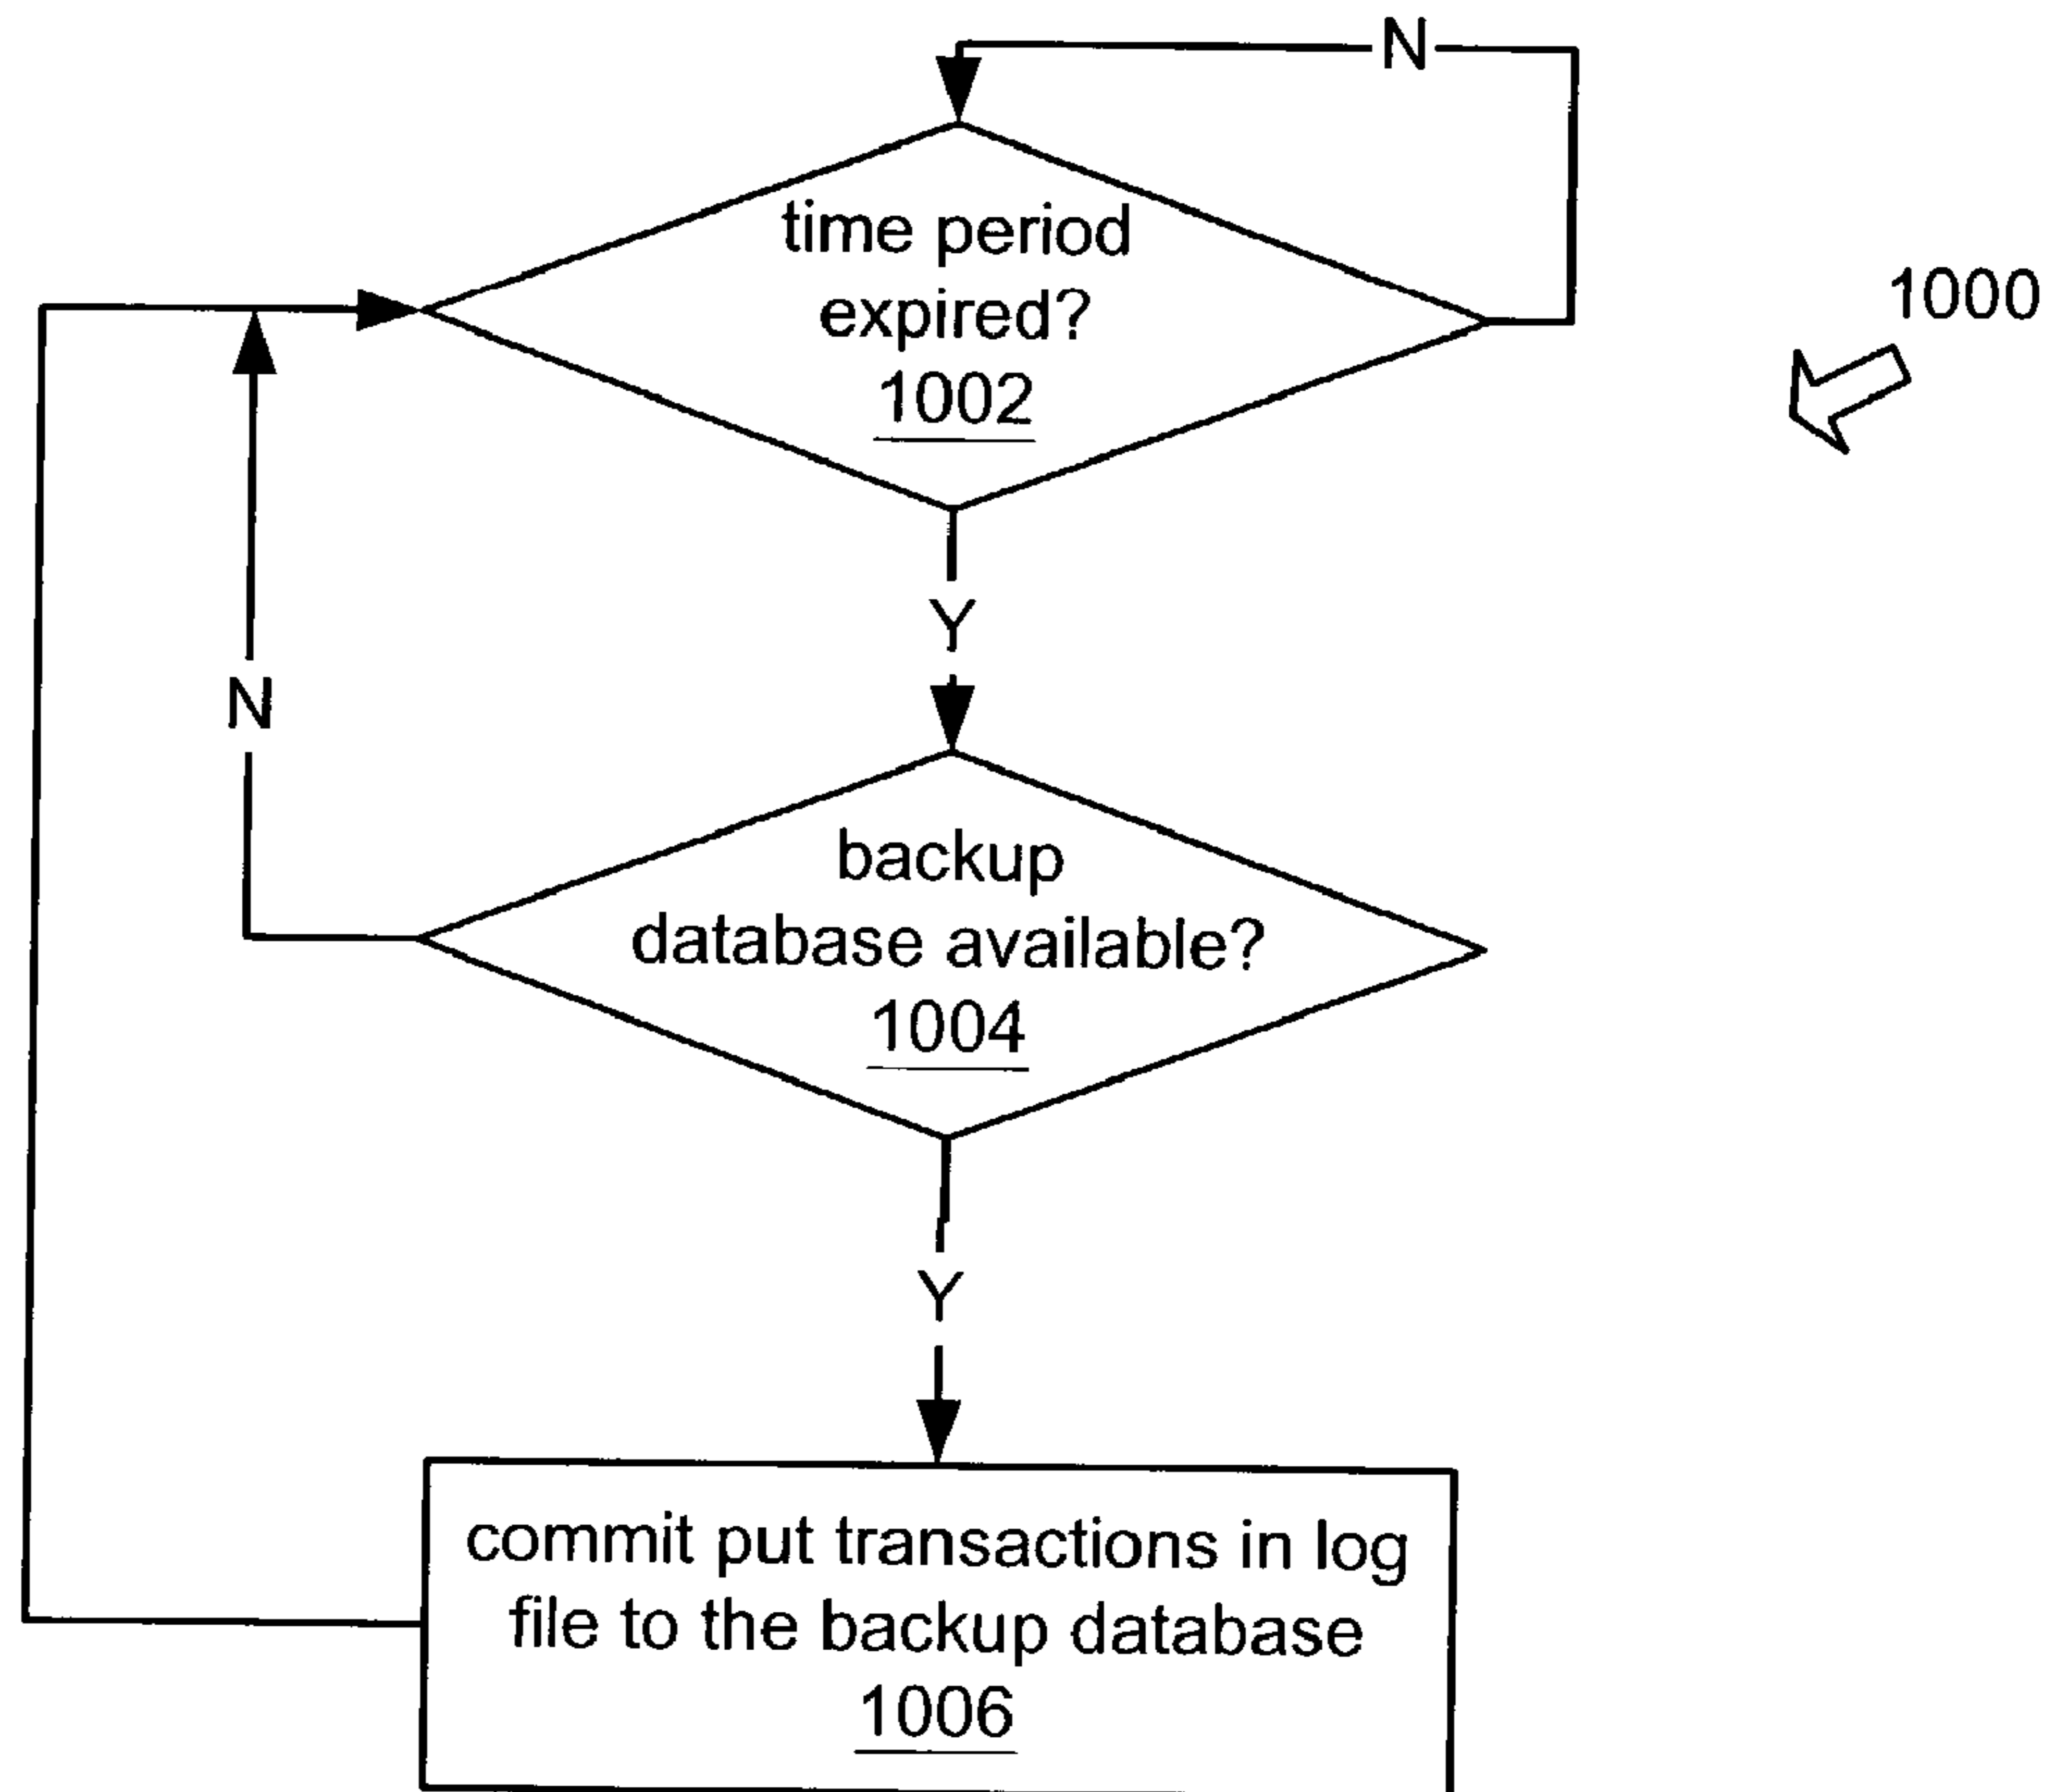 N
time period
expired?
1002
1000
Y
N
backup
database available?
1004
Y
commit put transactions in log
file to the backup database
1006